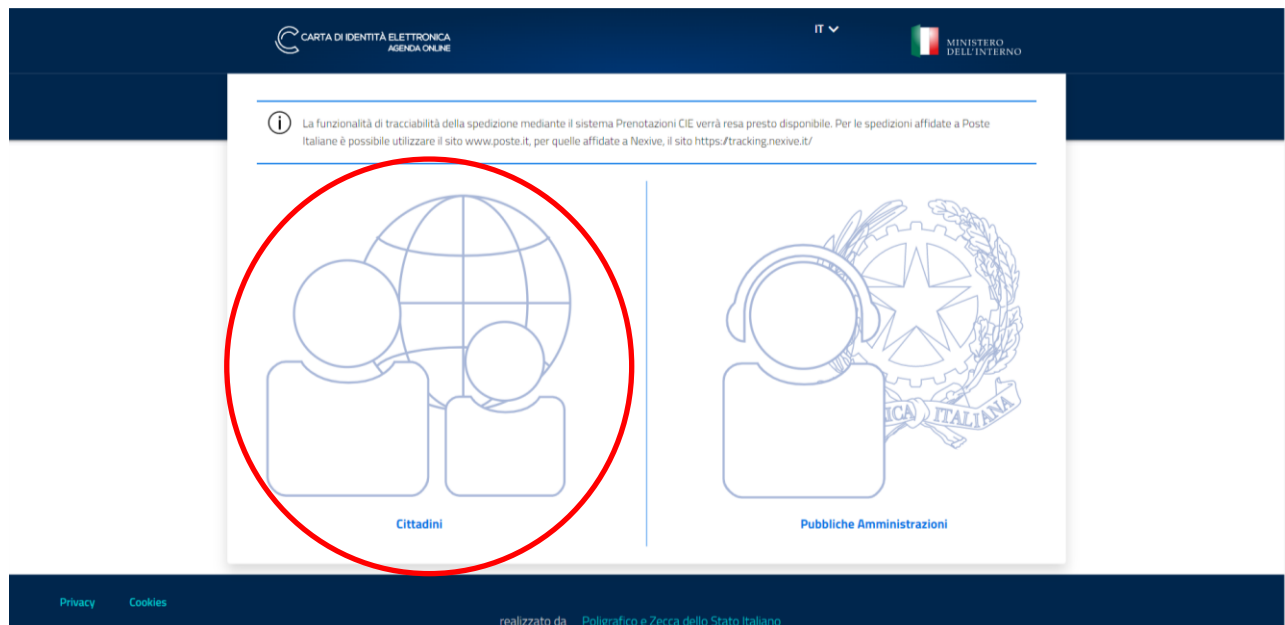 CARTA DI IDENTITÀ ELETTRONICA
AGENDA ONLINE
IT
MINISTERO
DELL'INTERNO
La funzionalità di tracciabilità della spedizione mediante il sistema Prenotazioni CIE verrà resa presto disponibile. Per le spedizioni affidate a Poste
Italiane è possibile utilizzare il sito www.poste.it, per quelle affidate a Nexive, il sito https://tracking.nexive.it/
ICA ITALIANA
Cittadini
Pubbliche Amministrazioni
Privacy Cookies
realizzato da Poligrafico e Zecca dello Stato Italiano